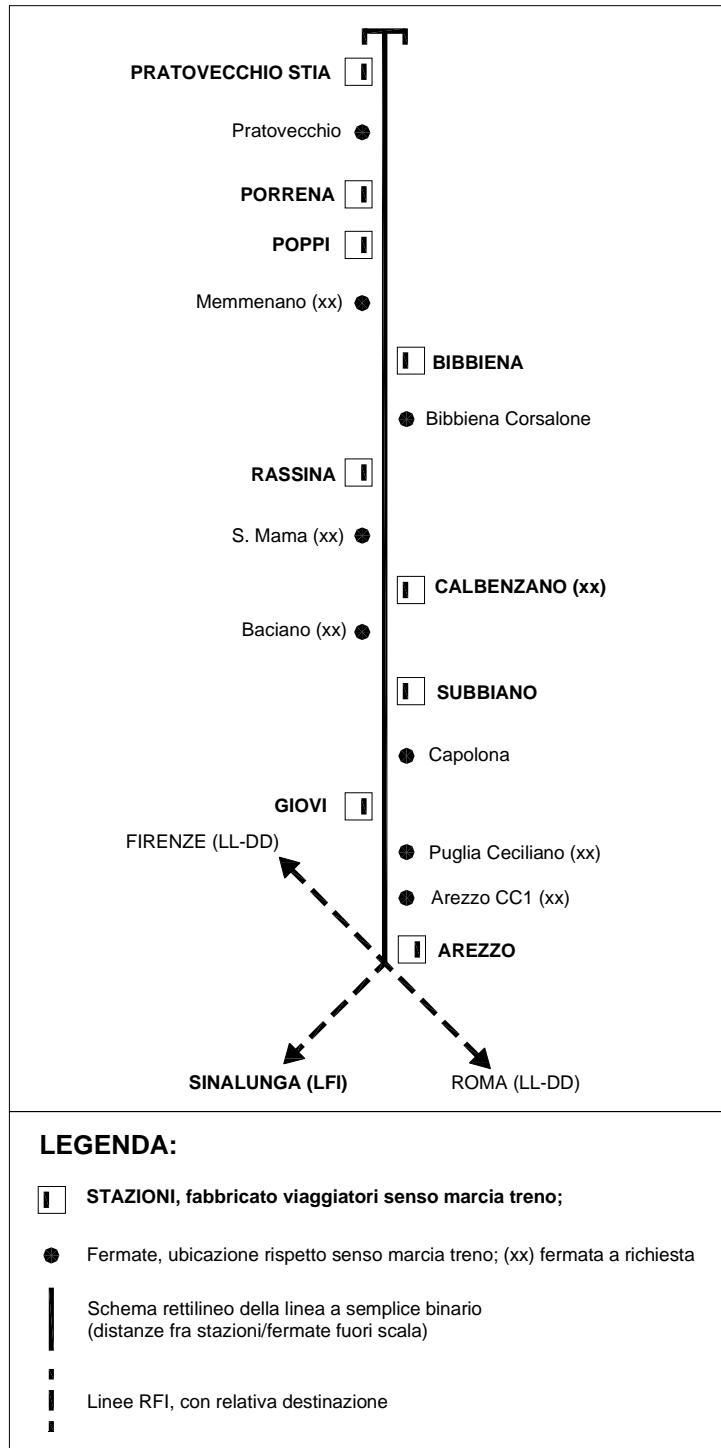 PRATOVECCHIO STIA
Pratovecchio
PORRENA
POPPI
Memmenano (xx)
BIBBIENA
Bibbiena Corsalone
RASSINA
S. Mama (xx)
CALBENZANO (xx)
Baciano (xx)
SUBBIANO
Capolona
GIOVI
FIRENZE (LL-DD)
Puglia Ceciliano (xx)
Arezzo CC1 (xx)
AREZZO
SINALUNGA (LFI)
ROMA (LL-DD)
LEGENDA:
STAZIONI, fabbricato viaggiatori senso marcia treno;
Fermate, ubicazione rispetto senso marcia treno; (xx) fermata a richiesta
Schema rettilineo della linea a semplice binario
(distanze fra stazioni/fermate fuori scala)
Linee RFI, con relativa destinazione